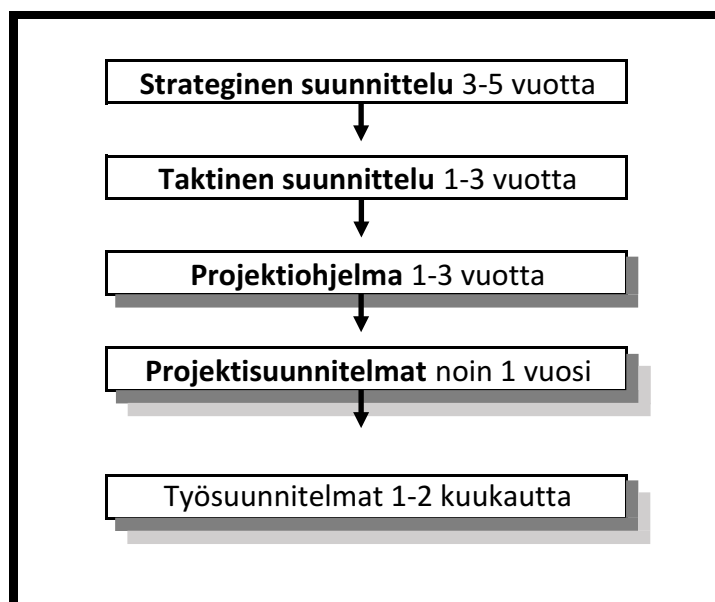 Strateginen suunnittelu 3-5 vuotta
Taktinen suunnittelu 1-3 vuotta
Projektiohjelma 1-3 vuotta
Projektisuunnitelmat noin 1 vuosi
Työsuunnitelmat 1-2 kuukautta